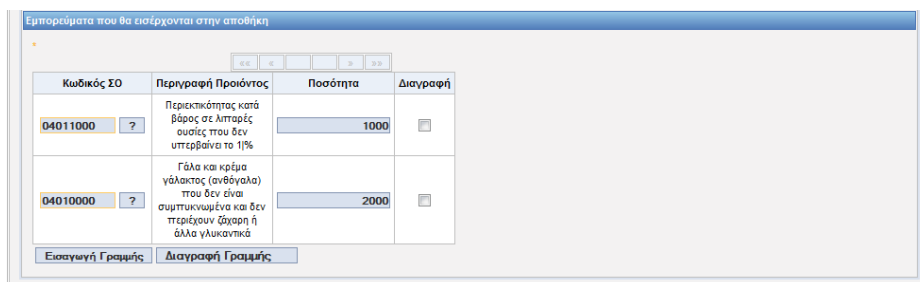 Εμπορεύματα που θα εισέρχονται στην αποθήκη
*
«« « » »»
Κωδικός ΣΟ Περιγραφή Προιόντος Ποσότητα Διαγραφή
04011000 ? Περιεκτικότητας κατά 1000
βάρος σε λιπαρές
ουσίες που δεν
υπερβαίνει το 1|%
04010000 ? Γάλα και κρέμα 2000
γάλακτος (ανθόγαλα)
που δεν είναι
συμπυκνωμένα και δεν
περιέχουν ζάχαρη ή
άλλα γλυκαντικά
Εισαγωγή Γραμμής Διαγραφή Γραμμής